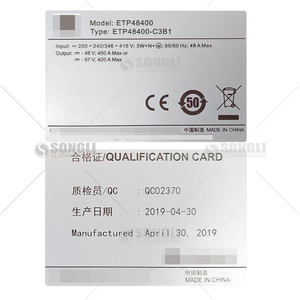 Model: ETP48400
Type: ETP48400-C3B1
Input: ~ 200 - 240/346 - 415 V; 3W+N+⏚; 50/60 Hz; 48 A Max
Output: ⎓ - 48 V; 450 A Max or
⎓ - 57 V; 420 A Max
50
中国制造
MADE IN CHINA
SONGLI
合格证/QUALIFICATION CARD
质检员/QC : QC02370
生产日期 : 2019-04-30
Manufactured : April 30, 2019
中国制造
MADE IN CHINA